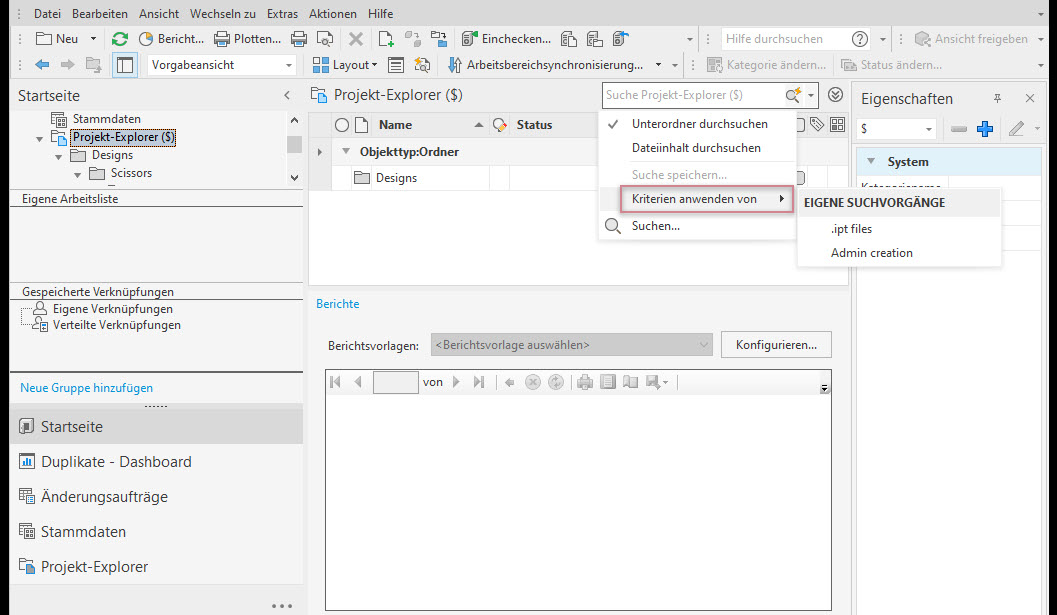 Datei Bearbeiten Ansicht Wechseln zu Extras Aktionen Hilfe
Neu Bericht... Plotten... Einchecken... Hilfe durchsuchen Ansicht freigeben
Vorgabeansicht Layout Arbeitsbereichsynchronisierung... Kategorie ändern... Status ändern...
Startseite
Stammdaten
Projekt-Explorer ($)
Designs
Scissors
Eigene Arbeitsliste
Gespeicherte Verknüpfungen
Eigene Verknüpfungen
Verteilte Verknüpfungen
Neue Gruppe hinzufügen
Startseite
Duplikate - Dashboard
Änderungsaufträge
Stammdaten
Projekt-Explorer
Projekt-Explorer ($)
Suche Projekt-Explorer ($)
Name Status
Objekttyp:Ordner
Designs
Unterordner durchsuchen
Dateiinhalt durchsuchen
Suche speichern...
Kriterien anwenden von
Suchen...
EIGENE SUCHVORGÄNGE
.ipt files
Admin creation
Berichte
Berichtsvorlagen: <Berichtsvorlage auswählen> Konfigurieren...
von
Eigenschaften
$
System